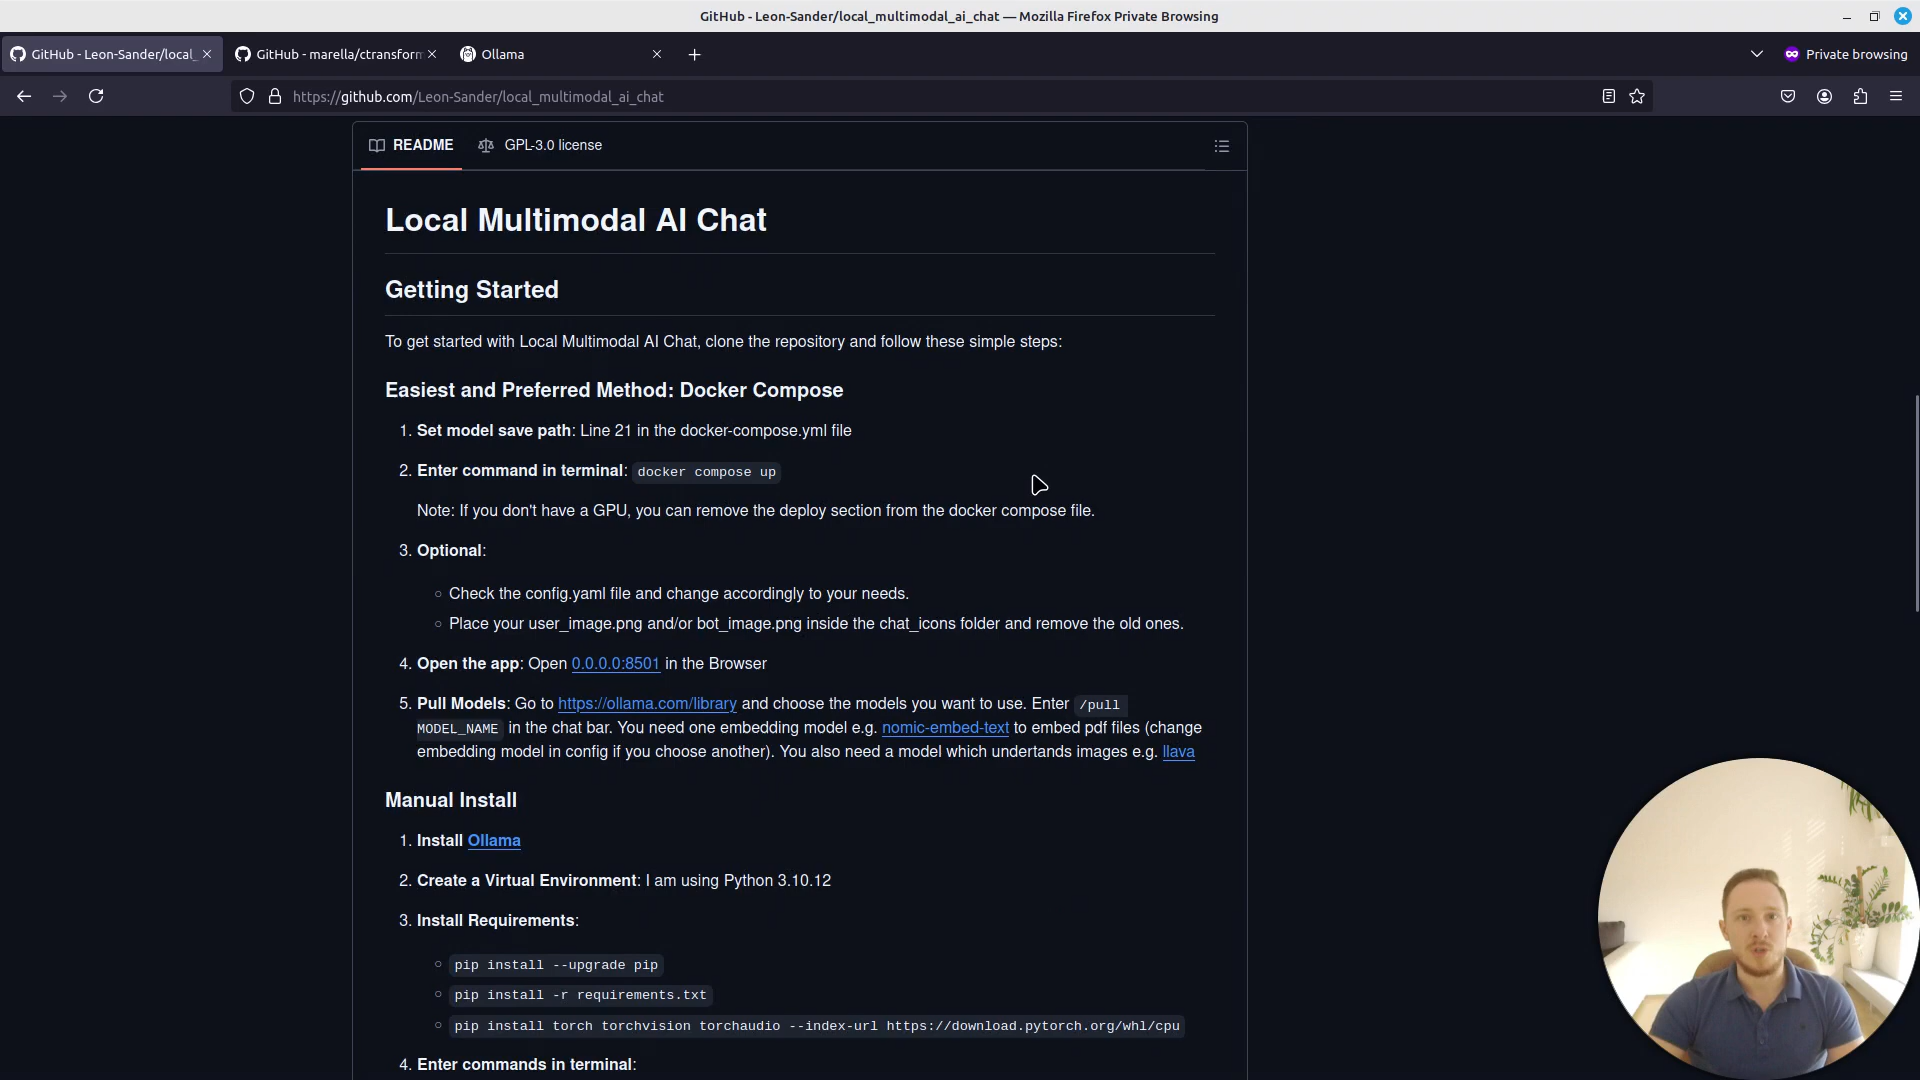 GitHub - Leon-Sander/local_multimodal_ai_chat — Mozilla Firefox Private Browsing
GitHub - Leon-Sander/local_
GitHub - marella/ctransform
Ollama
Private browsing
https://github.com/Leon-Sander/local_multimodal_ai_chat
README
GPL-3.0 license
Local Multimodal AI Chat
Getting Started
To get started with Local Multimodal AI Chat, clone the repository and follow these simple steps:
Easiest and Preferred Method: Docker Compose
1. Set model save path: Line 21 in the docker-compose.yml file
2. Enter command in terminal: docker compose up
Note: If you don't have a GPU, you can remove the deploy section from the docker compose file.
3. Optional:
○ Check the config.yaml file and change accordingly to your needs.
○ Place your user_image.png and/or bot_image.png inside the chat_icons folder and remove the old ones.
4. Open the app: Open 0.0.0.0:8501 in the Browser
5. Pull Models: Go to https://ollama.com/library and choose the models you want to use. Enter /pull
MODEL_NAME in the chat bar. You need one embedding model e.g. nomic-embed-text to embed pdf files (change
embedding model in config if you choose another). You also need a model which undertands images e.g. llava
Manual Install
1. Install Ollama
2. Create a Virtual Environment: I am using Python 3.10.12
3. Install Requirements:
○ pip install --upgrade pip
○ pip install -r requirements.txt
○ pip install torch torchvision torchaudio --index-url https://download.pytorch.org/whl/cpu
4. Enter commands in terminal: